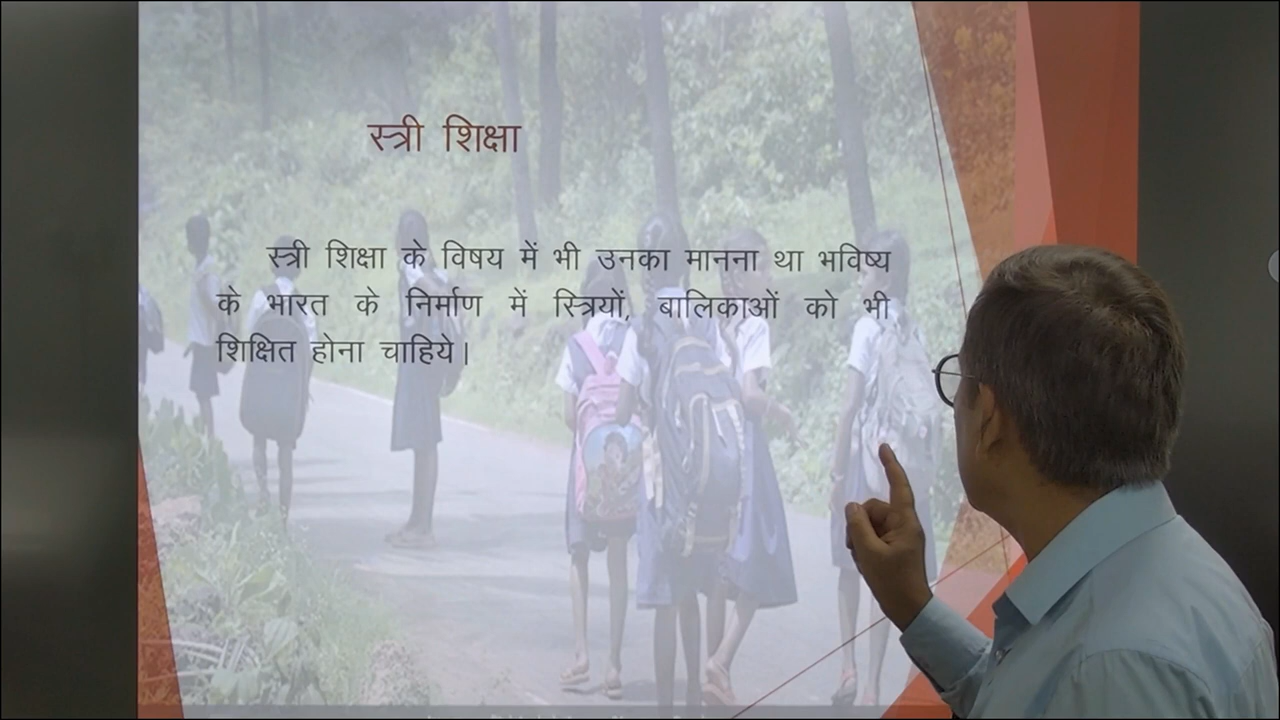 स्त्री शिक्षा
स्त्री शिक्षा के विषय में भी उनका मानना था भविष्य
के भारत के निर्माण में स्त्रियों, बालिकाओं को भी
शिक्षित होना चाहिये।